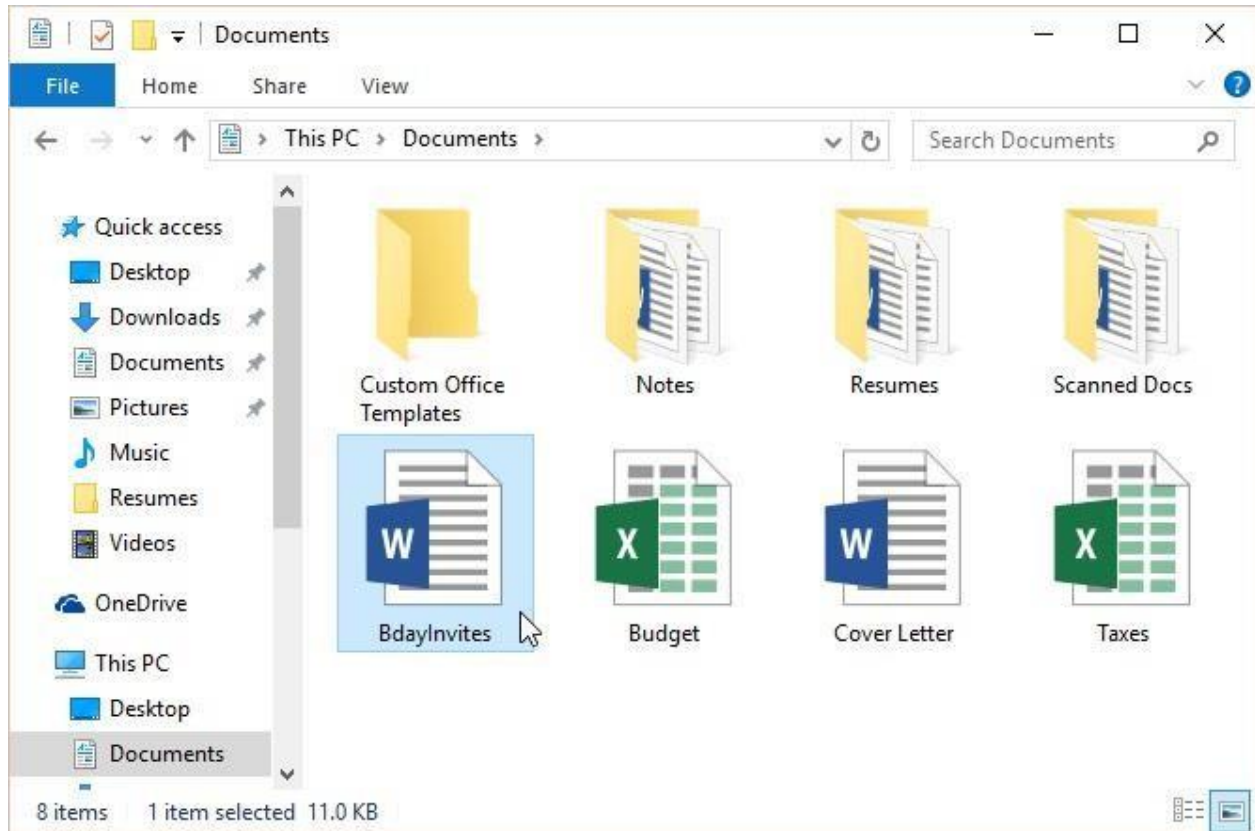 Documents
File Home Share View
This PC Documents Search Documents
Quick access
Desktop
Downloads
Documents
Pictures
Music
Resumes
Videos
OneDrive
This PC
Desktop
Documents
Custom Office
Templates
Notes
Resumes
Scanned Docs
W
X
W
X
BdayInvites
Budget
Cover Letter
Taxes
8 items 1 item selected 11.0 KB